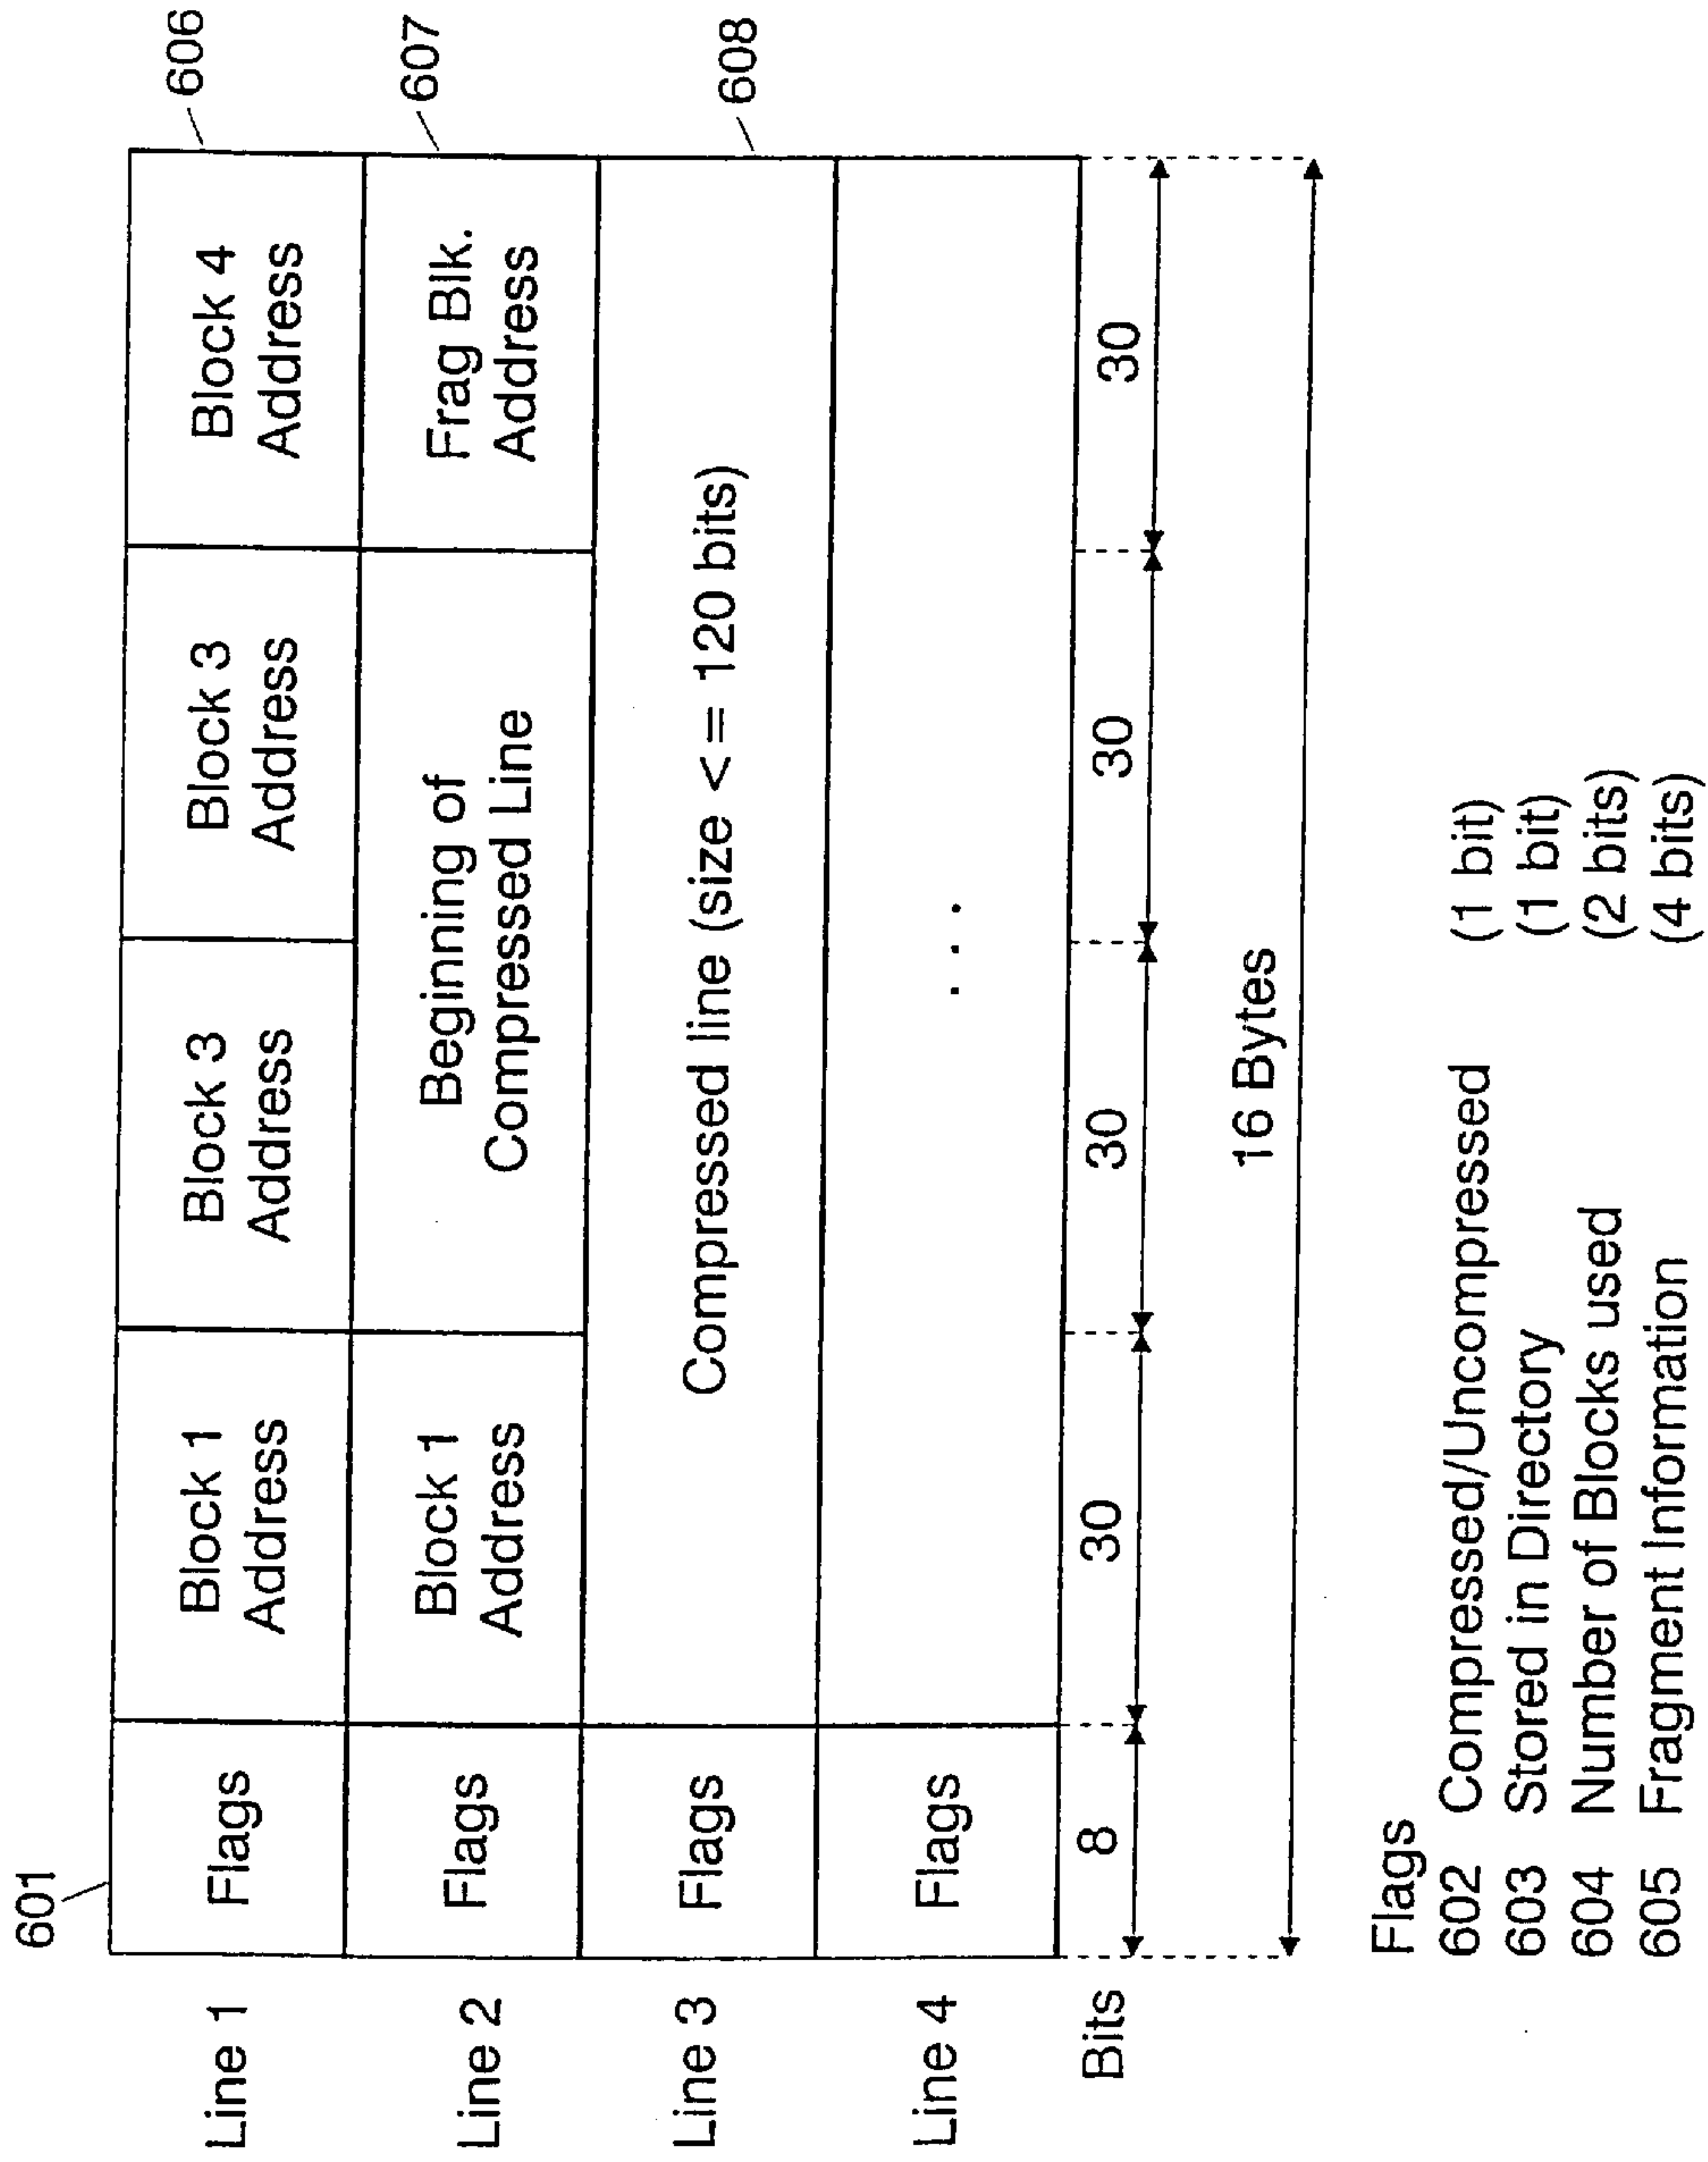 601
Line 1
Flags
Block 1
Address
Block 3
Address
Block 3
Address
Block 4
Address
606
Line 2
Flags
Block 1
Address
Beginning of
Compressed Line
Frag Blk.
Address
607
Line 3
Flags
Compressed line (size <= 120 bits)
608
Line 4
Flags
. . .
Bits
8
30
30
30
30
16 Bytes
Flags
602 Compressed/Uncompressed (1 bit)
603 Stored in Directory (1 bit)
604 Number of Blocks used (2 bits)
605 Fragment Information (4 bits)